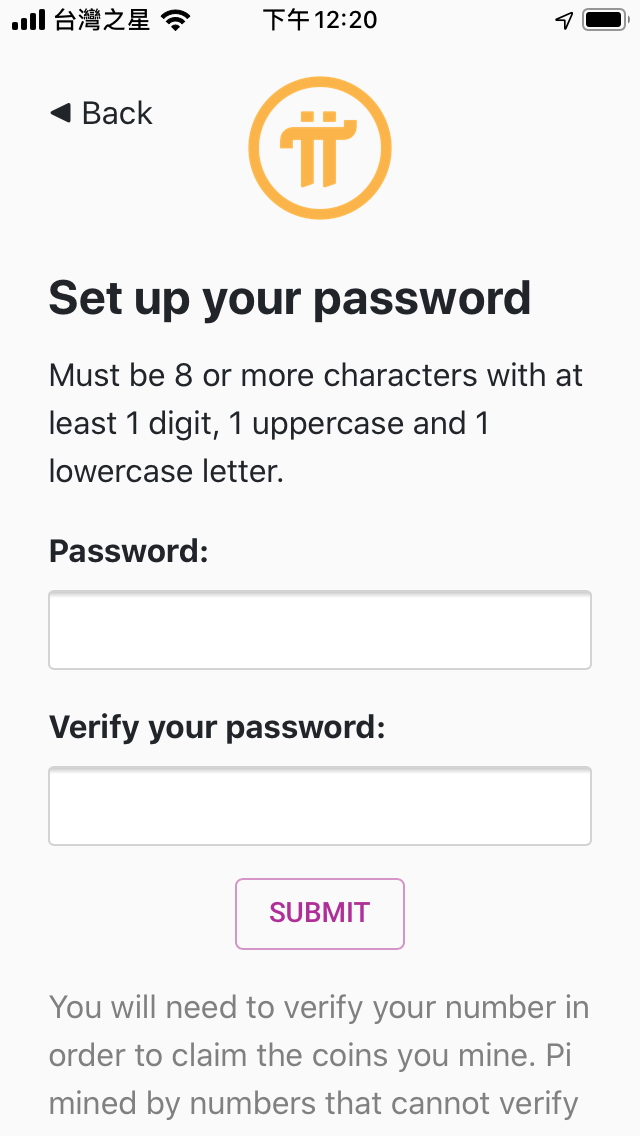 台灣之星 下午12:20
Back
Set up your password
Must be 8 or more characters with at
least 1 digit, 1 uppercase and 1
lowercase letter.
Password:
Verify your password:
SUBMIT
You will need to verify your number in
order to claim the coins you mine. Pi
mined by numbers that cannot verify